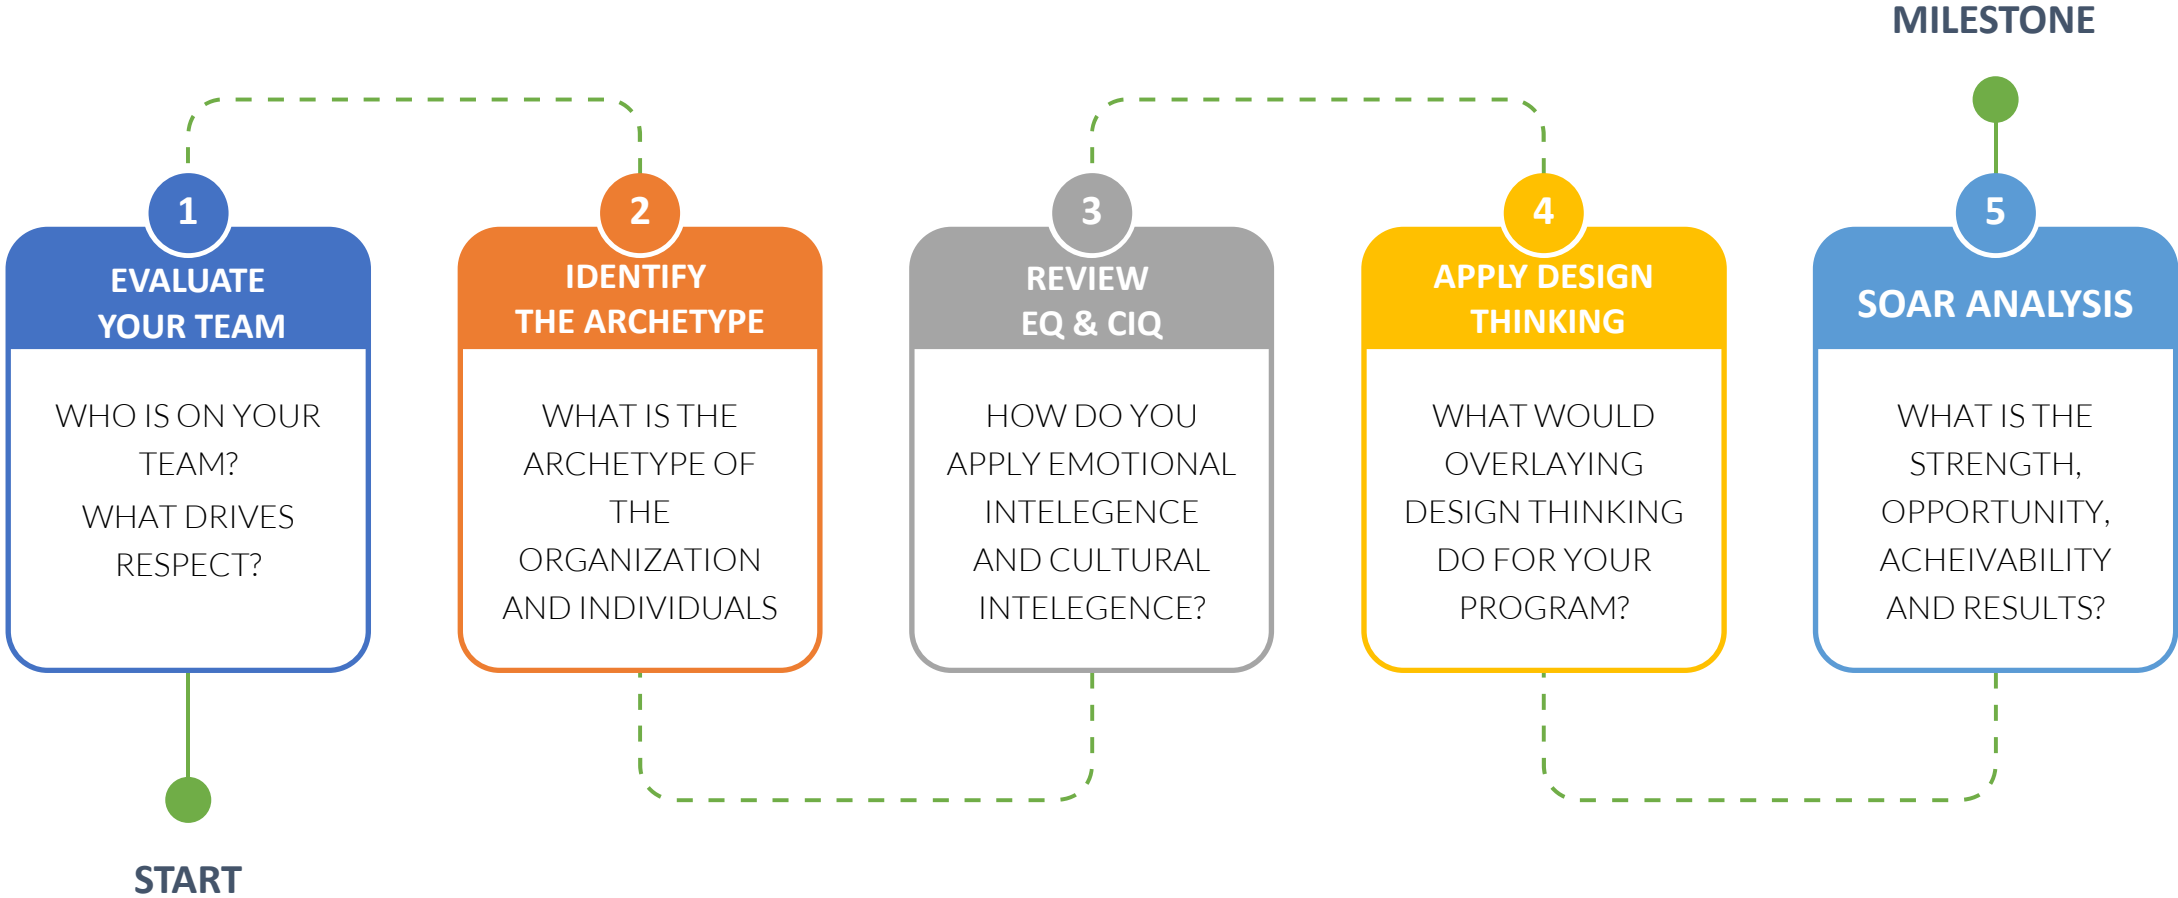 MILESTONE
1
EVALUATE
YOUR TEAM
WHO IS ON YOUR
TEAM?
WHAT DRIVES
RESPECT?
2
IDENTIFY
THE ARCHETYPE
WHAT IS THE
ARCHETYPE OF
THE
ORGANIZATION
AND INDIVIDUALS
3
REVIEW
EQ & CIQ
HOW DO YOU
APPLY EMOTIONAL
INTELEGENCE
AND CULTURAL
INTELEGENCE?
4
APPLY DESIGN
THINKING
WHAT WOULD
OVERLAYING
DESIGN THINKING
DO FOR YOUR
PROGRAM?
5
SOAR ANALYSIS
WHAT IS THE
STRENGTH,
OPPORTUNITY,
ACHEIVABILITY
AND RESULTS?
START